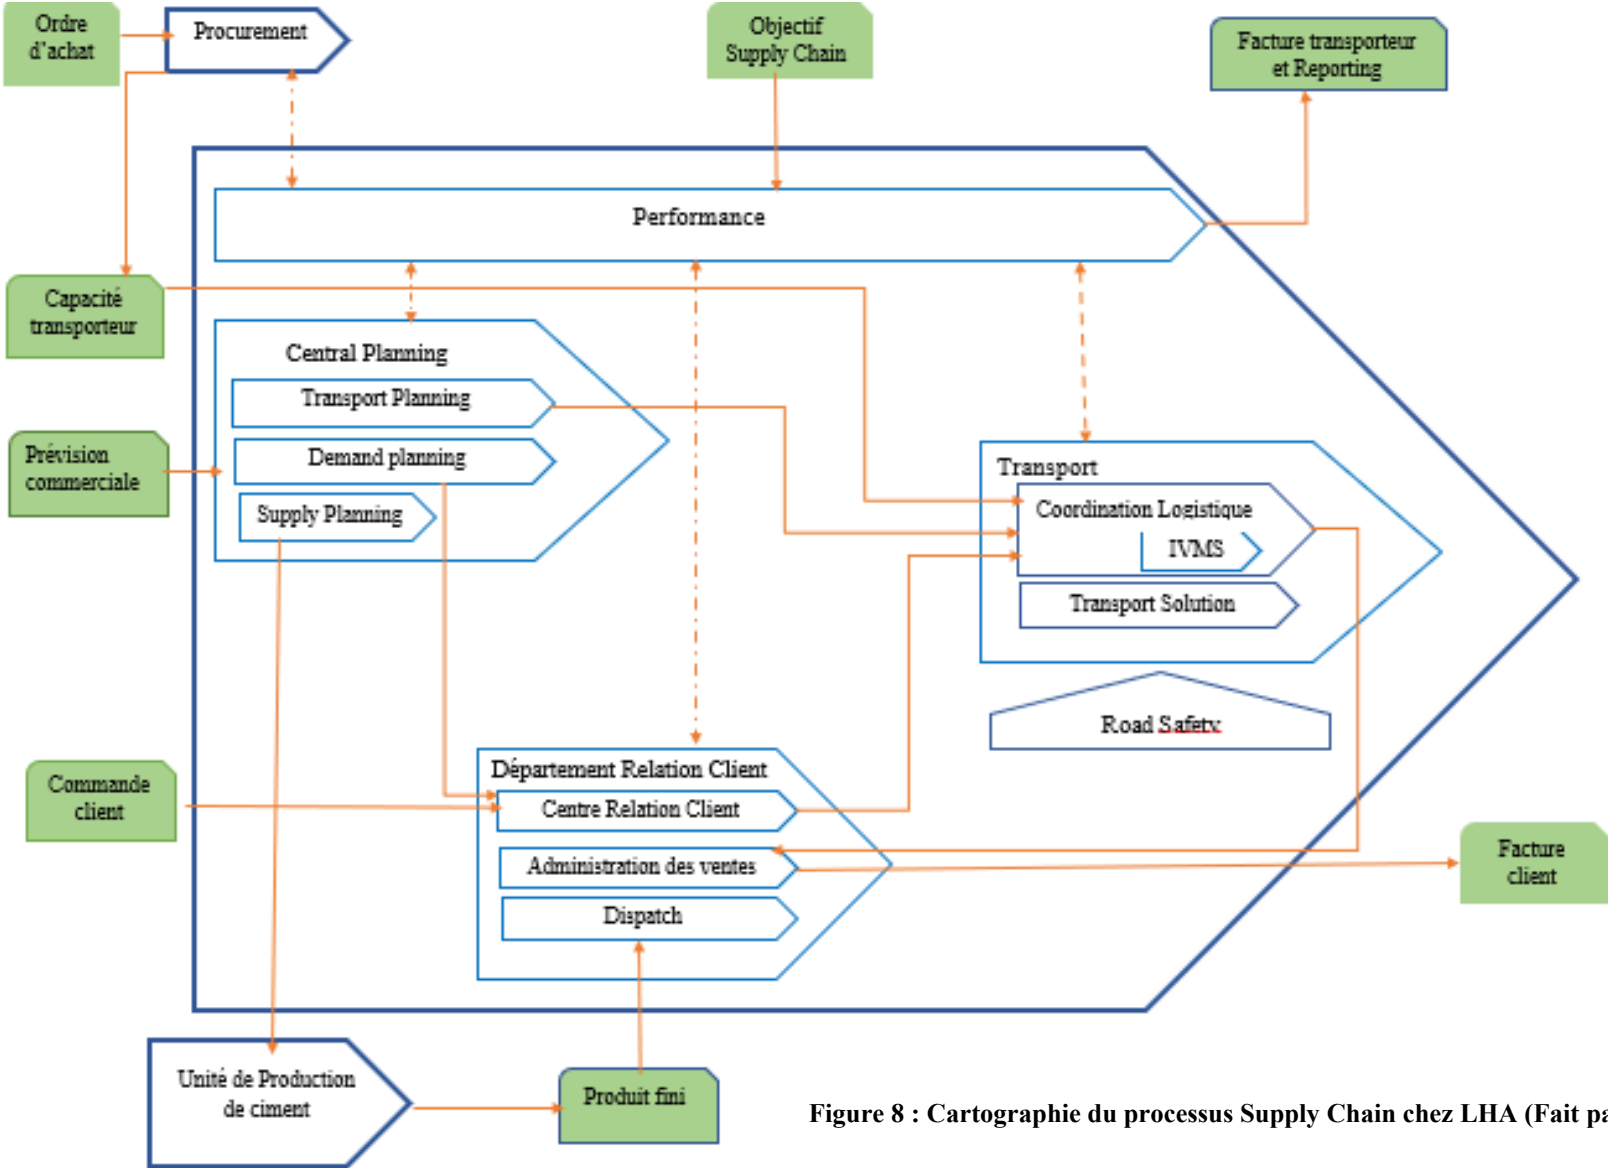 Ordre
d'achat
Procurement
Objectif
Supply Chain
Facture transporteur
et Reporting
Performance
Capacité
transporteur
Central Planning
Transport Planning
Demand planning
Supply Planning
Prévision
commerciale
Transport
Coordination Logistique
IVMS
Transport Solution
Road Safety
Département Relation Client
Centre Relation Client
Administration des ventes
Dispatch
Commande
client
Facture
client
Unité de Production
de ciment
Produit fini
Figure 8 : Cartographie du processus Supply Chain chez LHA (Fait pa